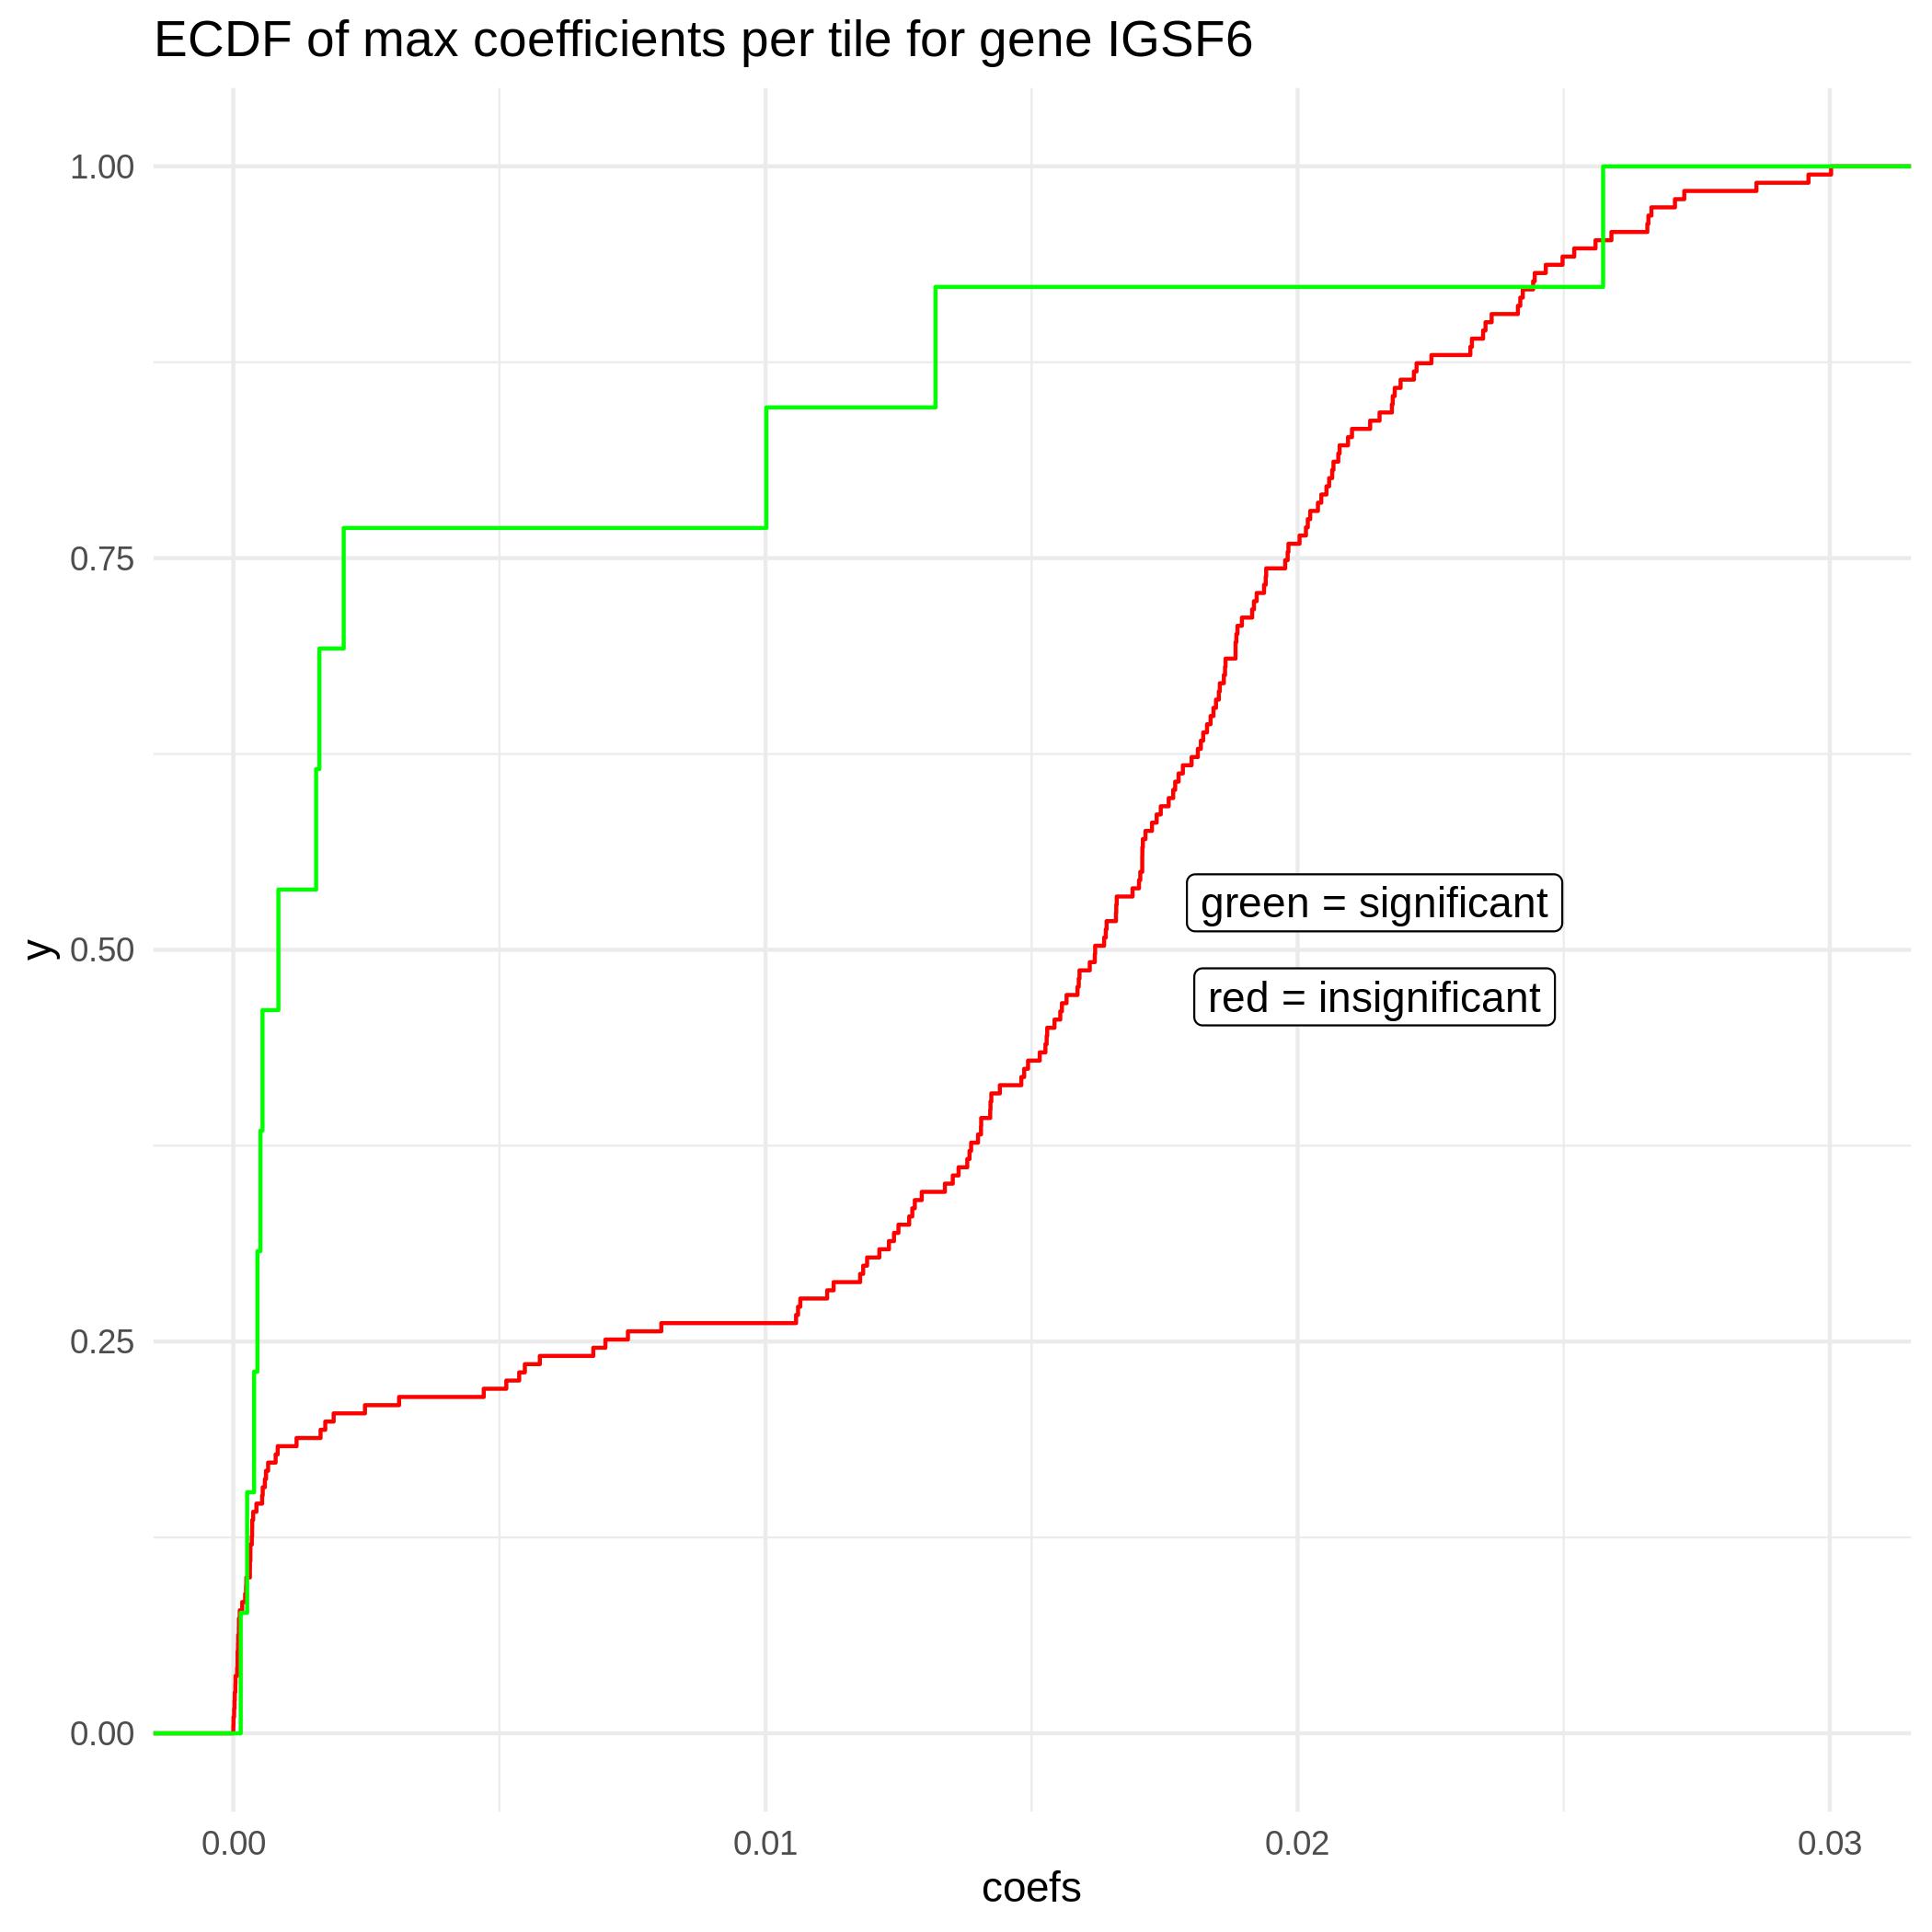 ECDF of max coefficients per tile for gene IGSF6
1.00
0.75
0.50
0.25
0.00
y
green = significant
red = insignificant
0.00 0.01 0.02 0.03
coefs